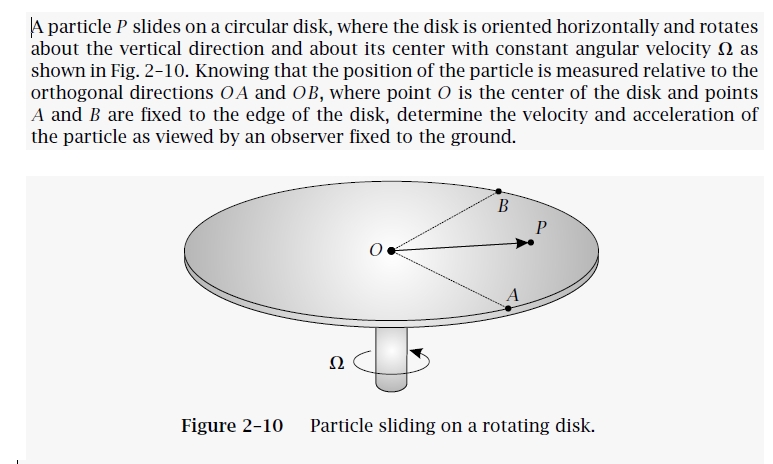 A particle P slides on a circular disk, where the disk is oriented horizontally and rotates
about the vertical direction and about its center with constant angular velocity Ω as
shown in Fig. 2-10. Knowing that the position of the particle is measured relative to the
orthogonal directions OA and OB, where point O is the center of the disk and points
A and B are fixed to the edge of the disk, determine the velocity and acceleration of
the particle as viewed by an observer fixed to the ground.
B
P
O
A
Ω
Figure 2-10 Particle sliding on a rotating disk.